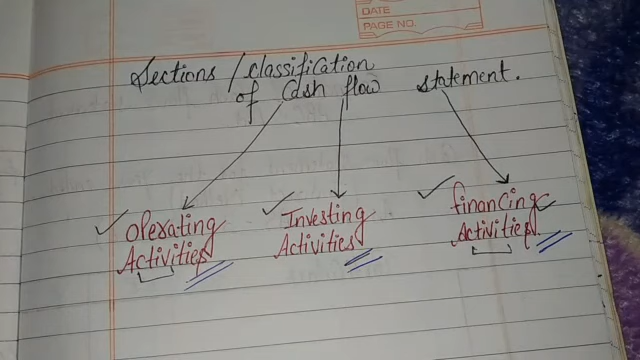 DATE
PAGE NO.
Sections / classification
of Cash flow statement.
Operating Investing financing
Activities Activities Activities